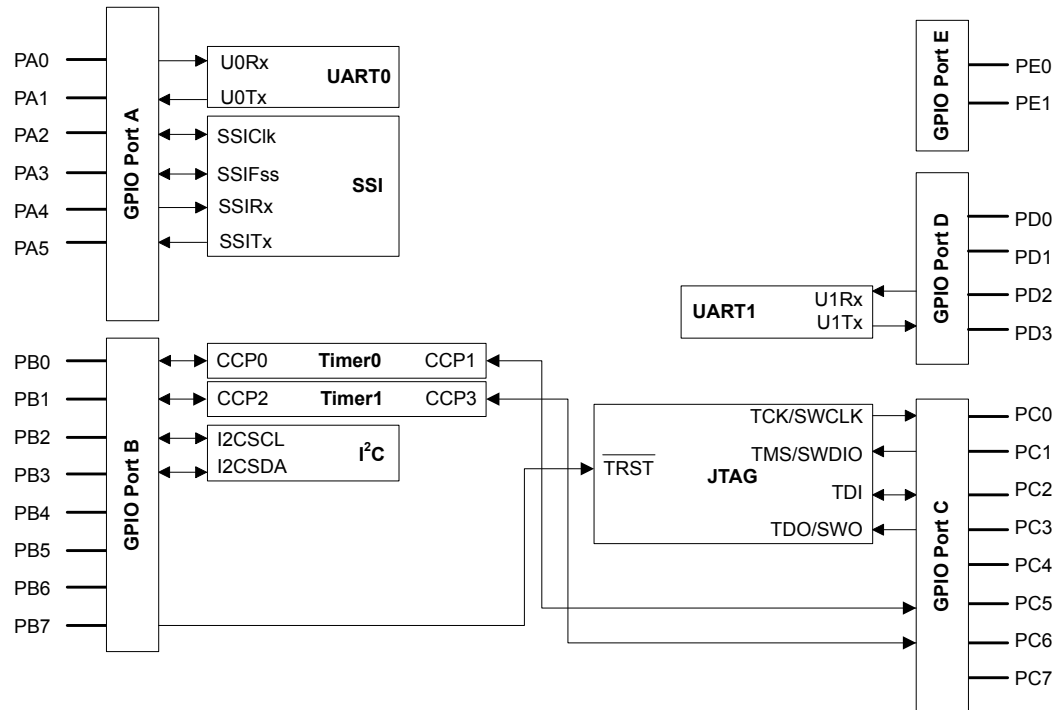 PA0
PA1
PA2
PA3
PA4
PA5
GPIO Port A
U0Rx
U0Tx
UART0
SSIClk
SSIFss
SSIRx
SSITx
SSI
PB0
PB1
PB2
PB3
PB4
PB5
PB6
PB7
GPIO Port B
CCP0 Timer0 CCP1
CCP2 Timer1 CCP3
I2CSCL
I2CSDA
I²C
GPIO Port E
PE0
PE1
GPIO Port D
PD0
PD1
PD2
PD3
UART1
U1Rx
U1Tx
TCK/SWCLK
TMS/SWDIO
TRST
JTAG
TDI
TDO/SWO
GPIO Port C
PC0
PC1
PC2
PC3
PC4
PC5
PC6
PC7